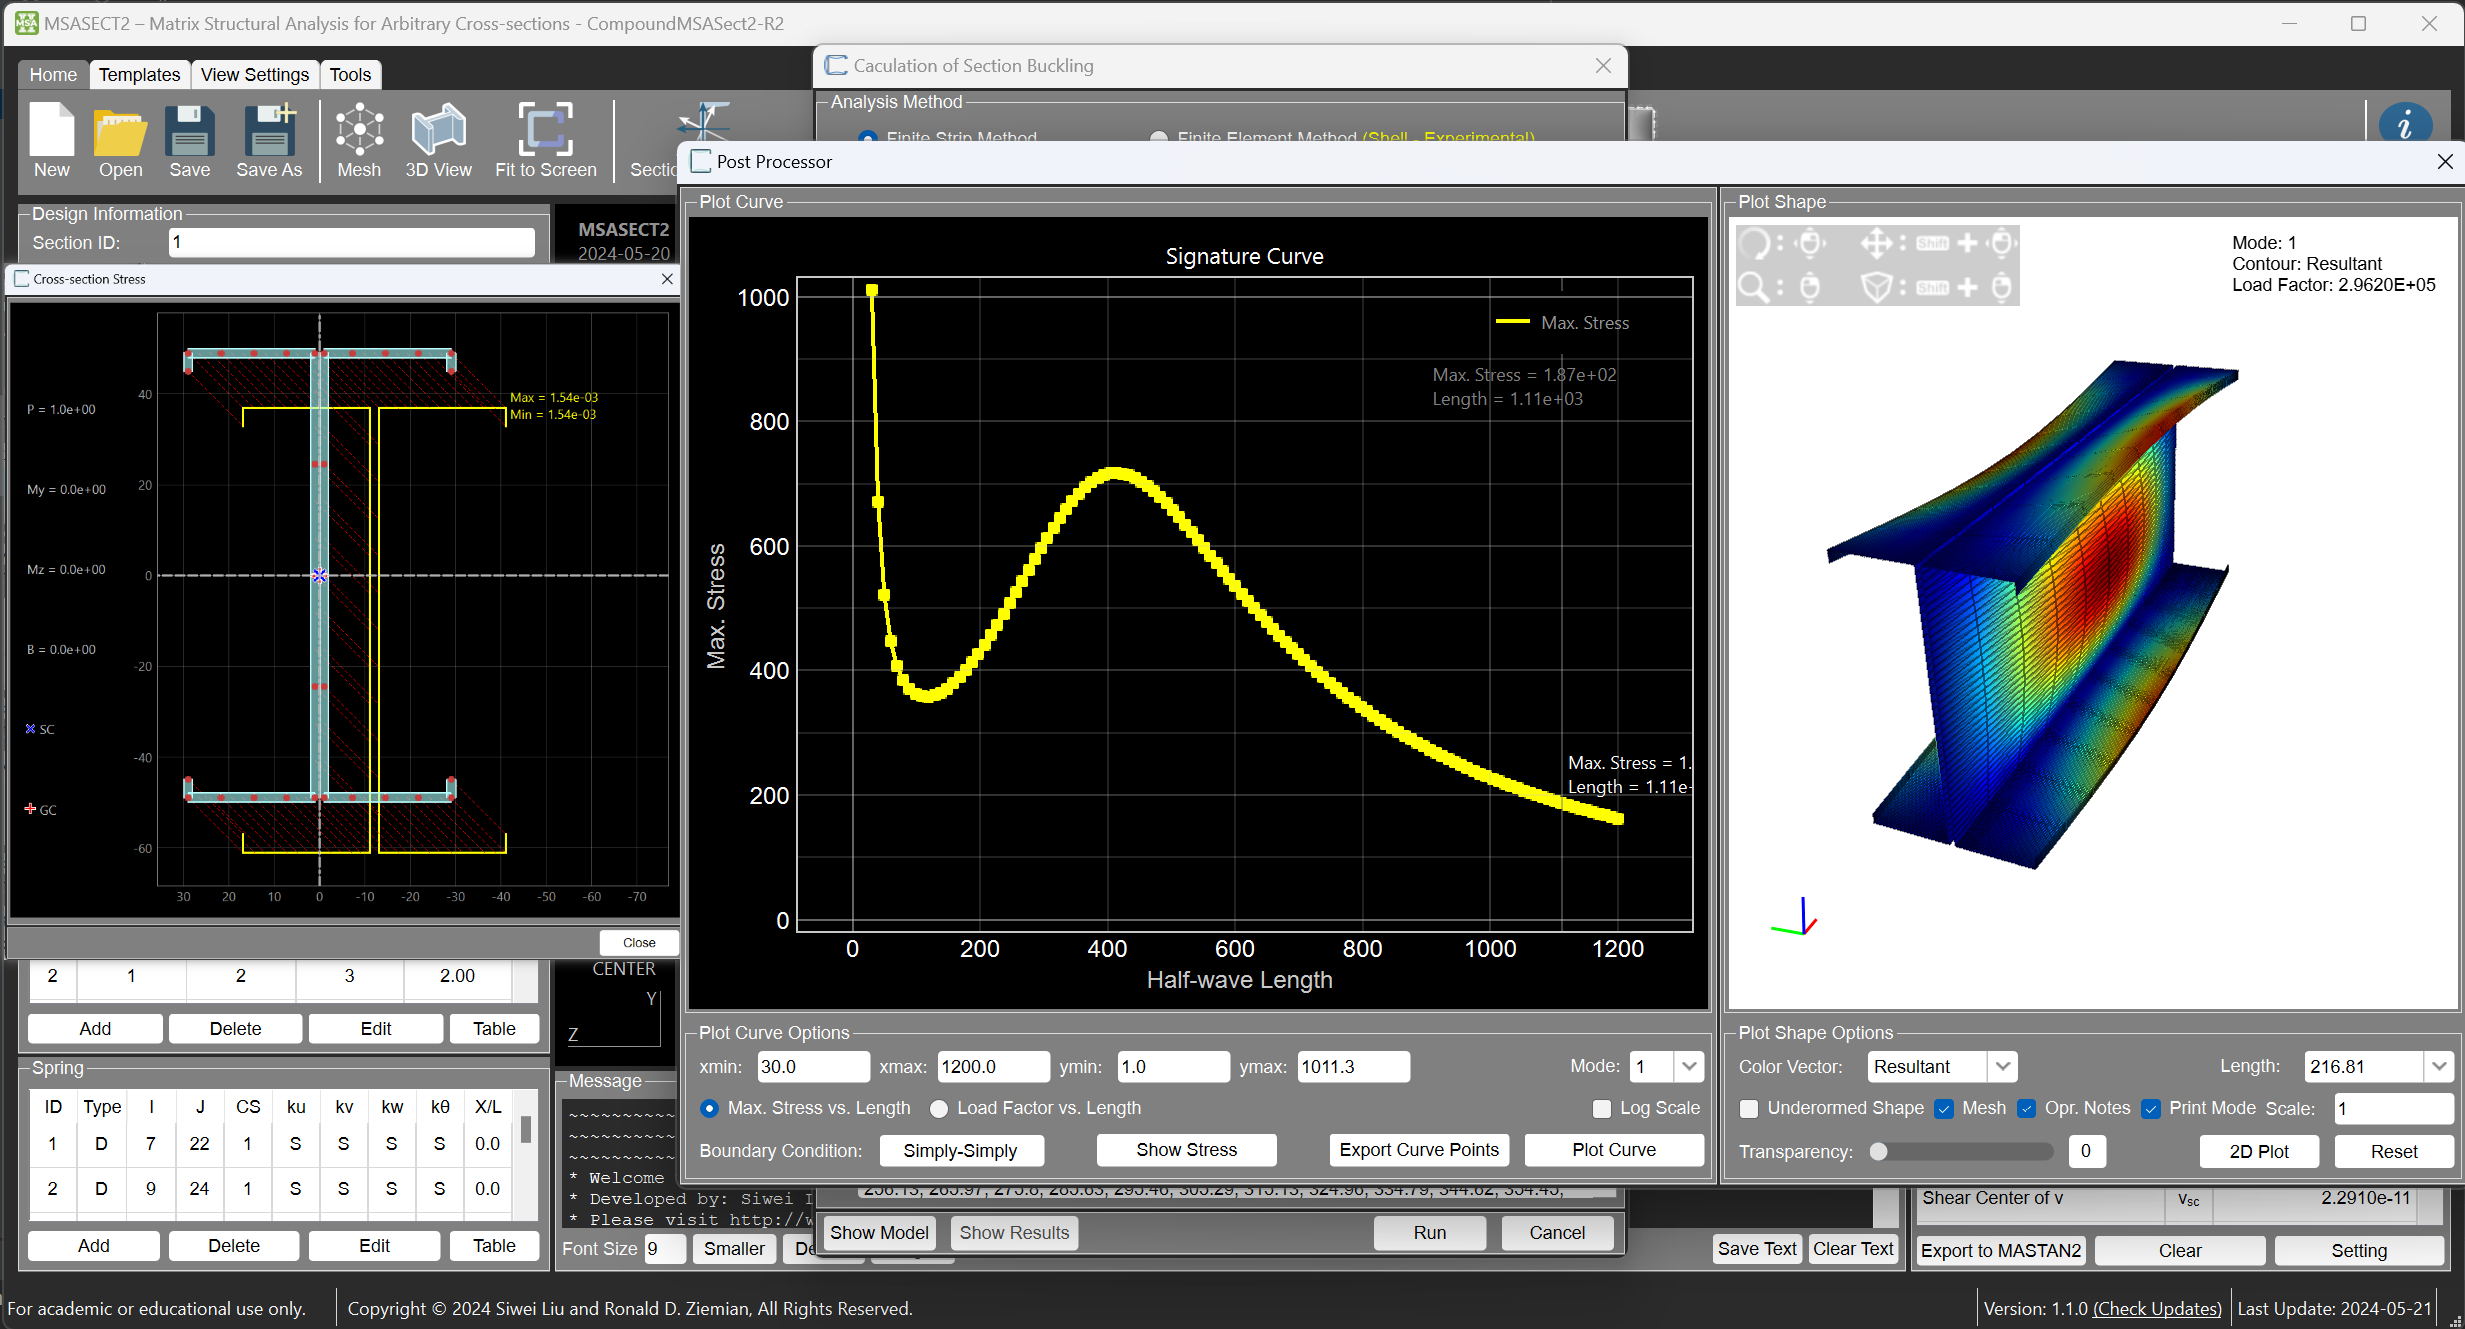 MSASECT2 – Matrix Structural Analysis for Arbitrary Cross-sections - CompoundMSASect2-R2
Home
Templates
View Settings
Tools
New
Open
Save
Save As
Mesh
3D View
Fit to Screen
Caculation of Section Buckling
Analysis Method
Finite Strip Method
Finite Element Method (Shell - Experimental)
Design Information
Section ID:
1
MSASECT2
2024-05-20
Cross-section Stress
P = 1.0e+00
My = 0.0e+00
Mz = 0.0e+00
B = 0.0e+00
SC
GC
Max = 1.54e-03
Min = 1.54e-03
40
20
0
-20
-40
-60
30 20 10 0 -10 -20 -30 -40 -50 -60 -70
Close
Post Processor
Plot Curve
Signature Curve
Max. Stress
Max. Stress = 1.87e+02
Length = 1.11e+03
Max. Stress = 1.
Length = 1.11e-
Max. Stress
1000
800
600
400
200
0
0 200 400 600 800 1000 1200
Half-wave Length
Plot Shape
Shift
Shift
Mode: 1
Contour: Resultant
Load Factor: 2.9620E+05
Plot Curve Options
xmin: 30.0 xmax: 1200.0 ymin: 1.0 ymax: 1011.3 Mode: 1
Max. Stress vs. Length Load Factor vs. Length Log Scale
Boundary Condition: Simply-Simply Show Stress Export Curve Points Plot Curve
Plot Shape Options
Color Vector: Resultant Length: 216.81
Underormed Shape Mesh Opr. Notes Print Mode Scale: 1
Transparency: 0 2D Plot Reset
2 1 2 3 2.00
Add Delete Edit Table
CENTER
Y
Z
Spring
ID Type I J CS ku kv kw kθ X/L
1 D 7 22 1 S S S S 0.0
2 D 9 24 1 S S S S 0.0
Add Delete Edit Table
Message
~~~~~~~~~~
~~~~~~~~~~
~~~~~~~~~~
* Welcome
* Developed by: Siwei
* Please visit http://w
Font Size 9 Smaller
256.13, 265.97, 275.8, 285.63, 295.46, 305.29, 315.13, 324.96, 334.79, 344.62, 354.45,
Show Model Show Results Run Cancel
Save Text Clear Text
Shear Center of v vsc 2.2910e-11
Export to MASTAN2 Clear Setting
For academic or educational use only.
Copyright © 2024 Siwei Liu and Ronald D. Ziemian, All Rights Reserved.
Version: 1.1.0 (Check Updates)
Last Update: 2024-05-21